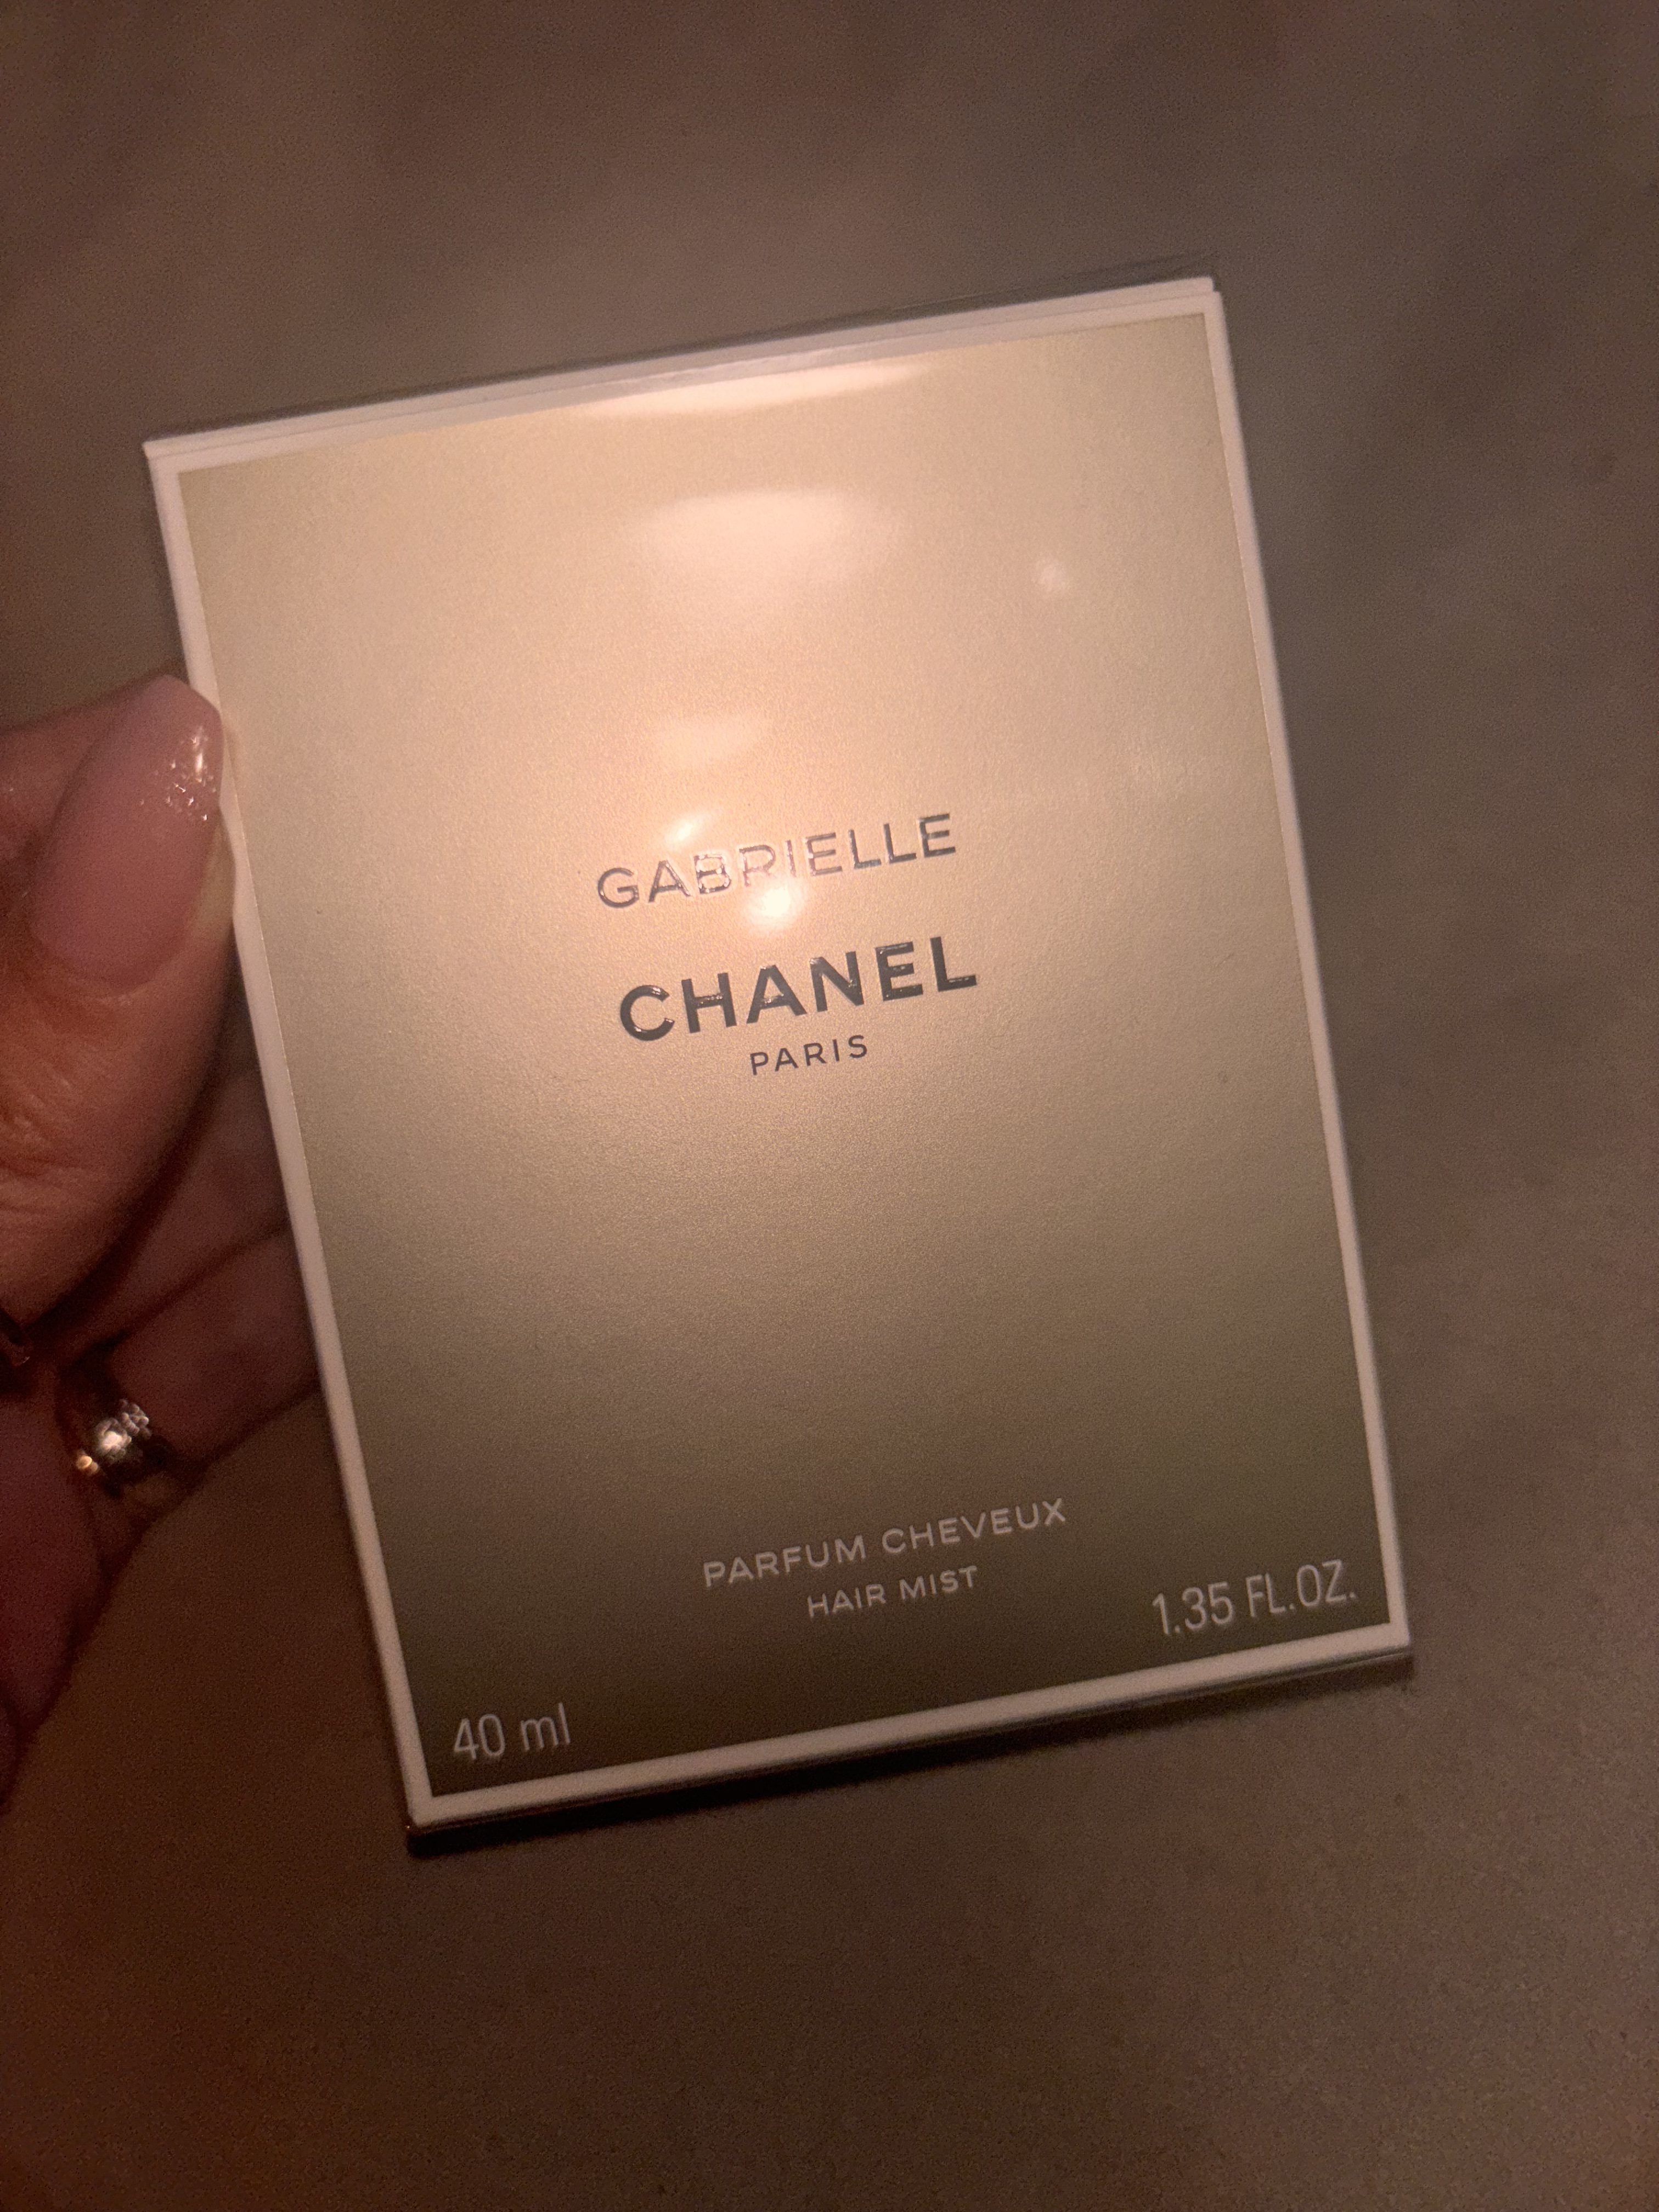 GABRIELLE
CHANEL
PARIS
PARFUM CHEVEUX
HAIR MIST
40 ml
1.35 FL.OZ.